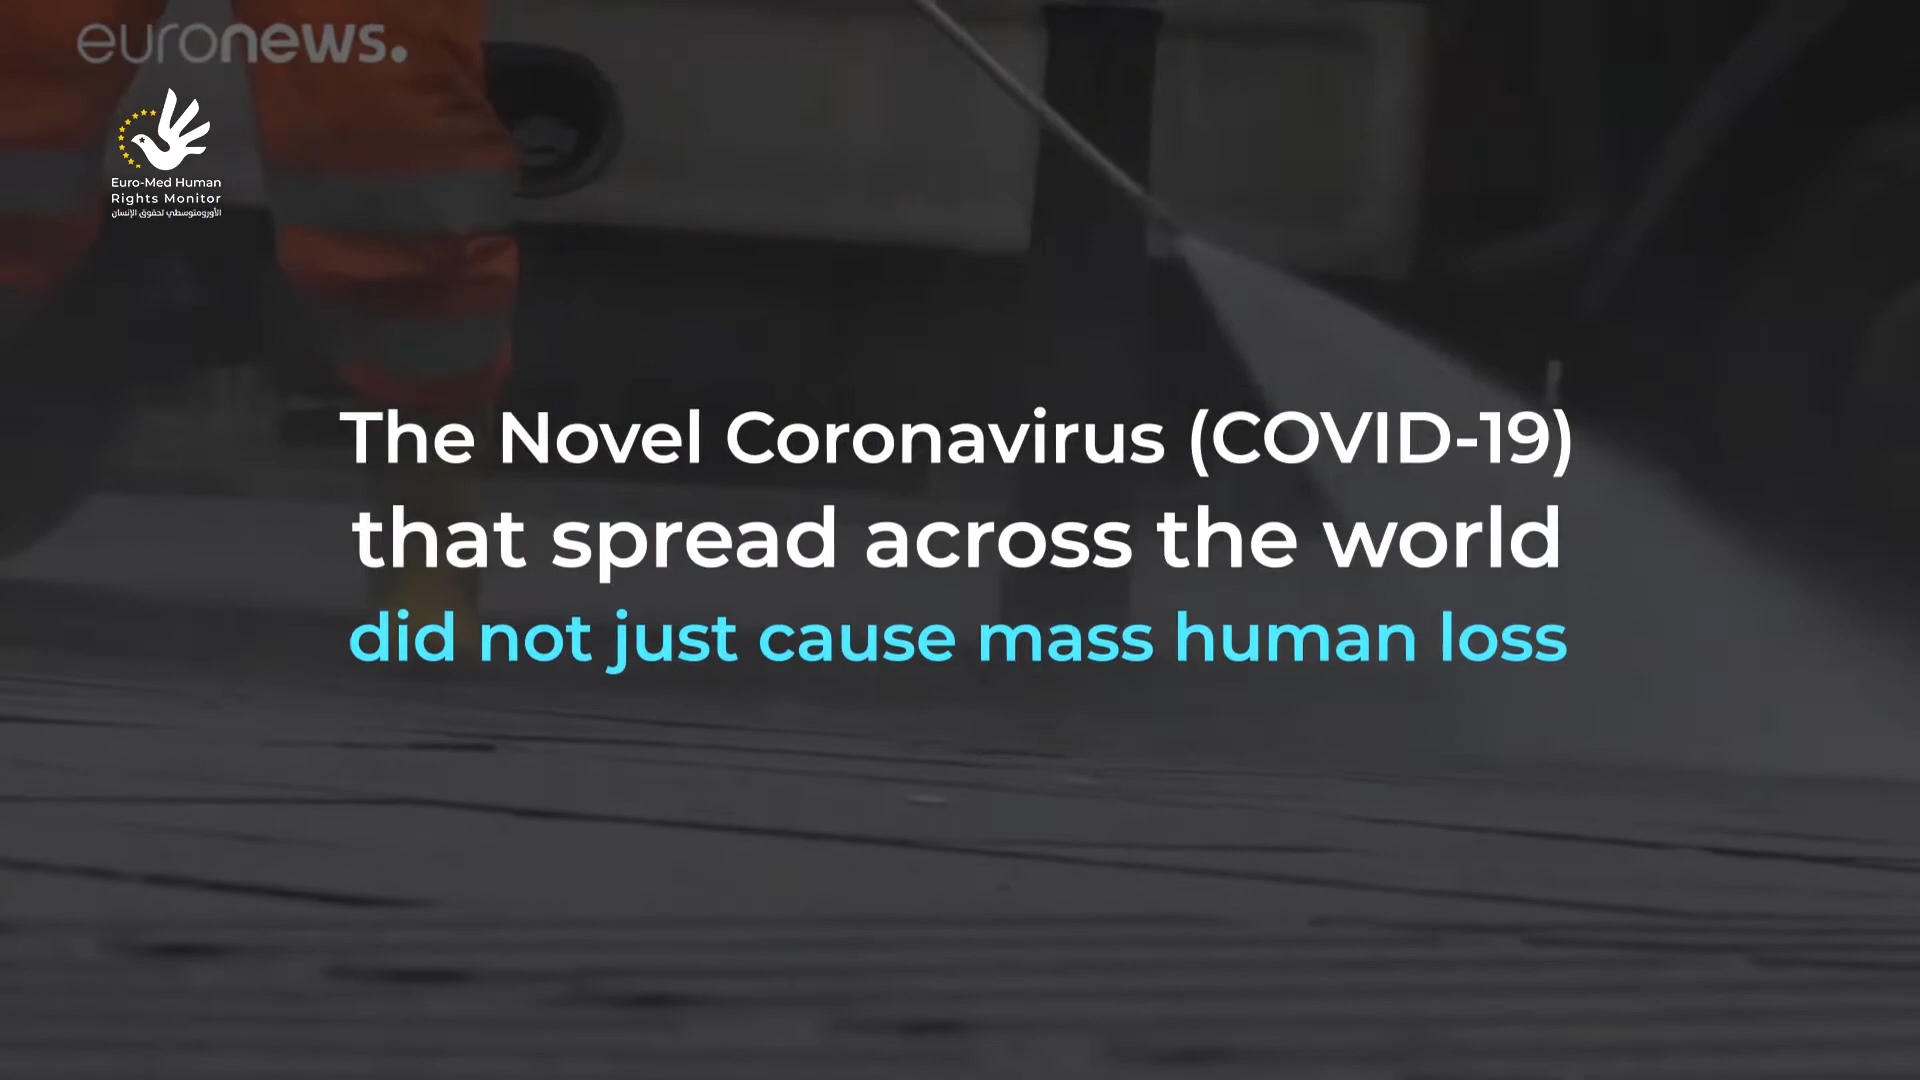 euronews.
Euro-Med Human
Rights Monitor
الأورومتوسطي لحقوق الإنسان
The Novel Coronavirus (COVID-19)
that spread across the world
did not just cause mass human loss